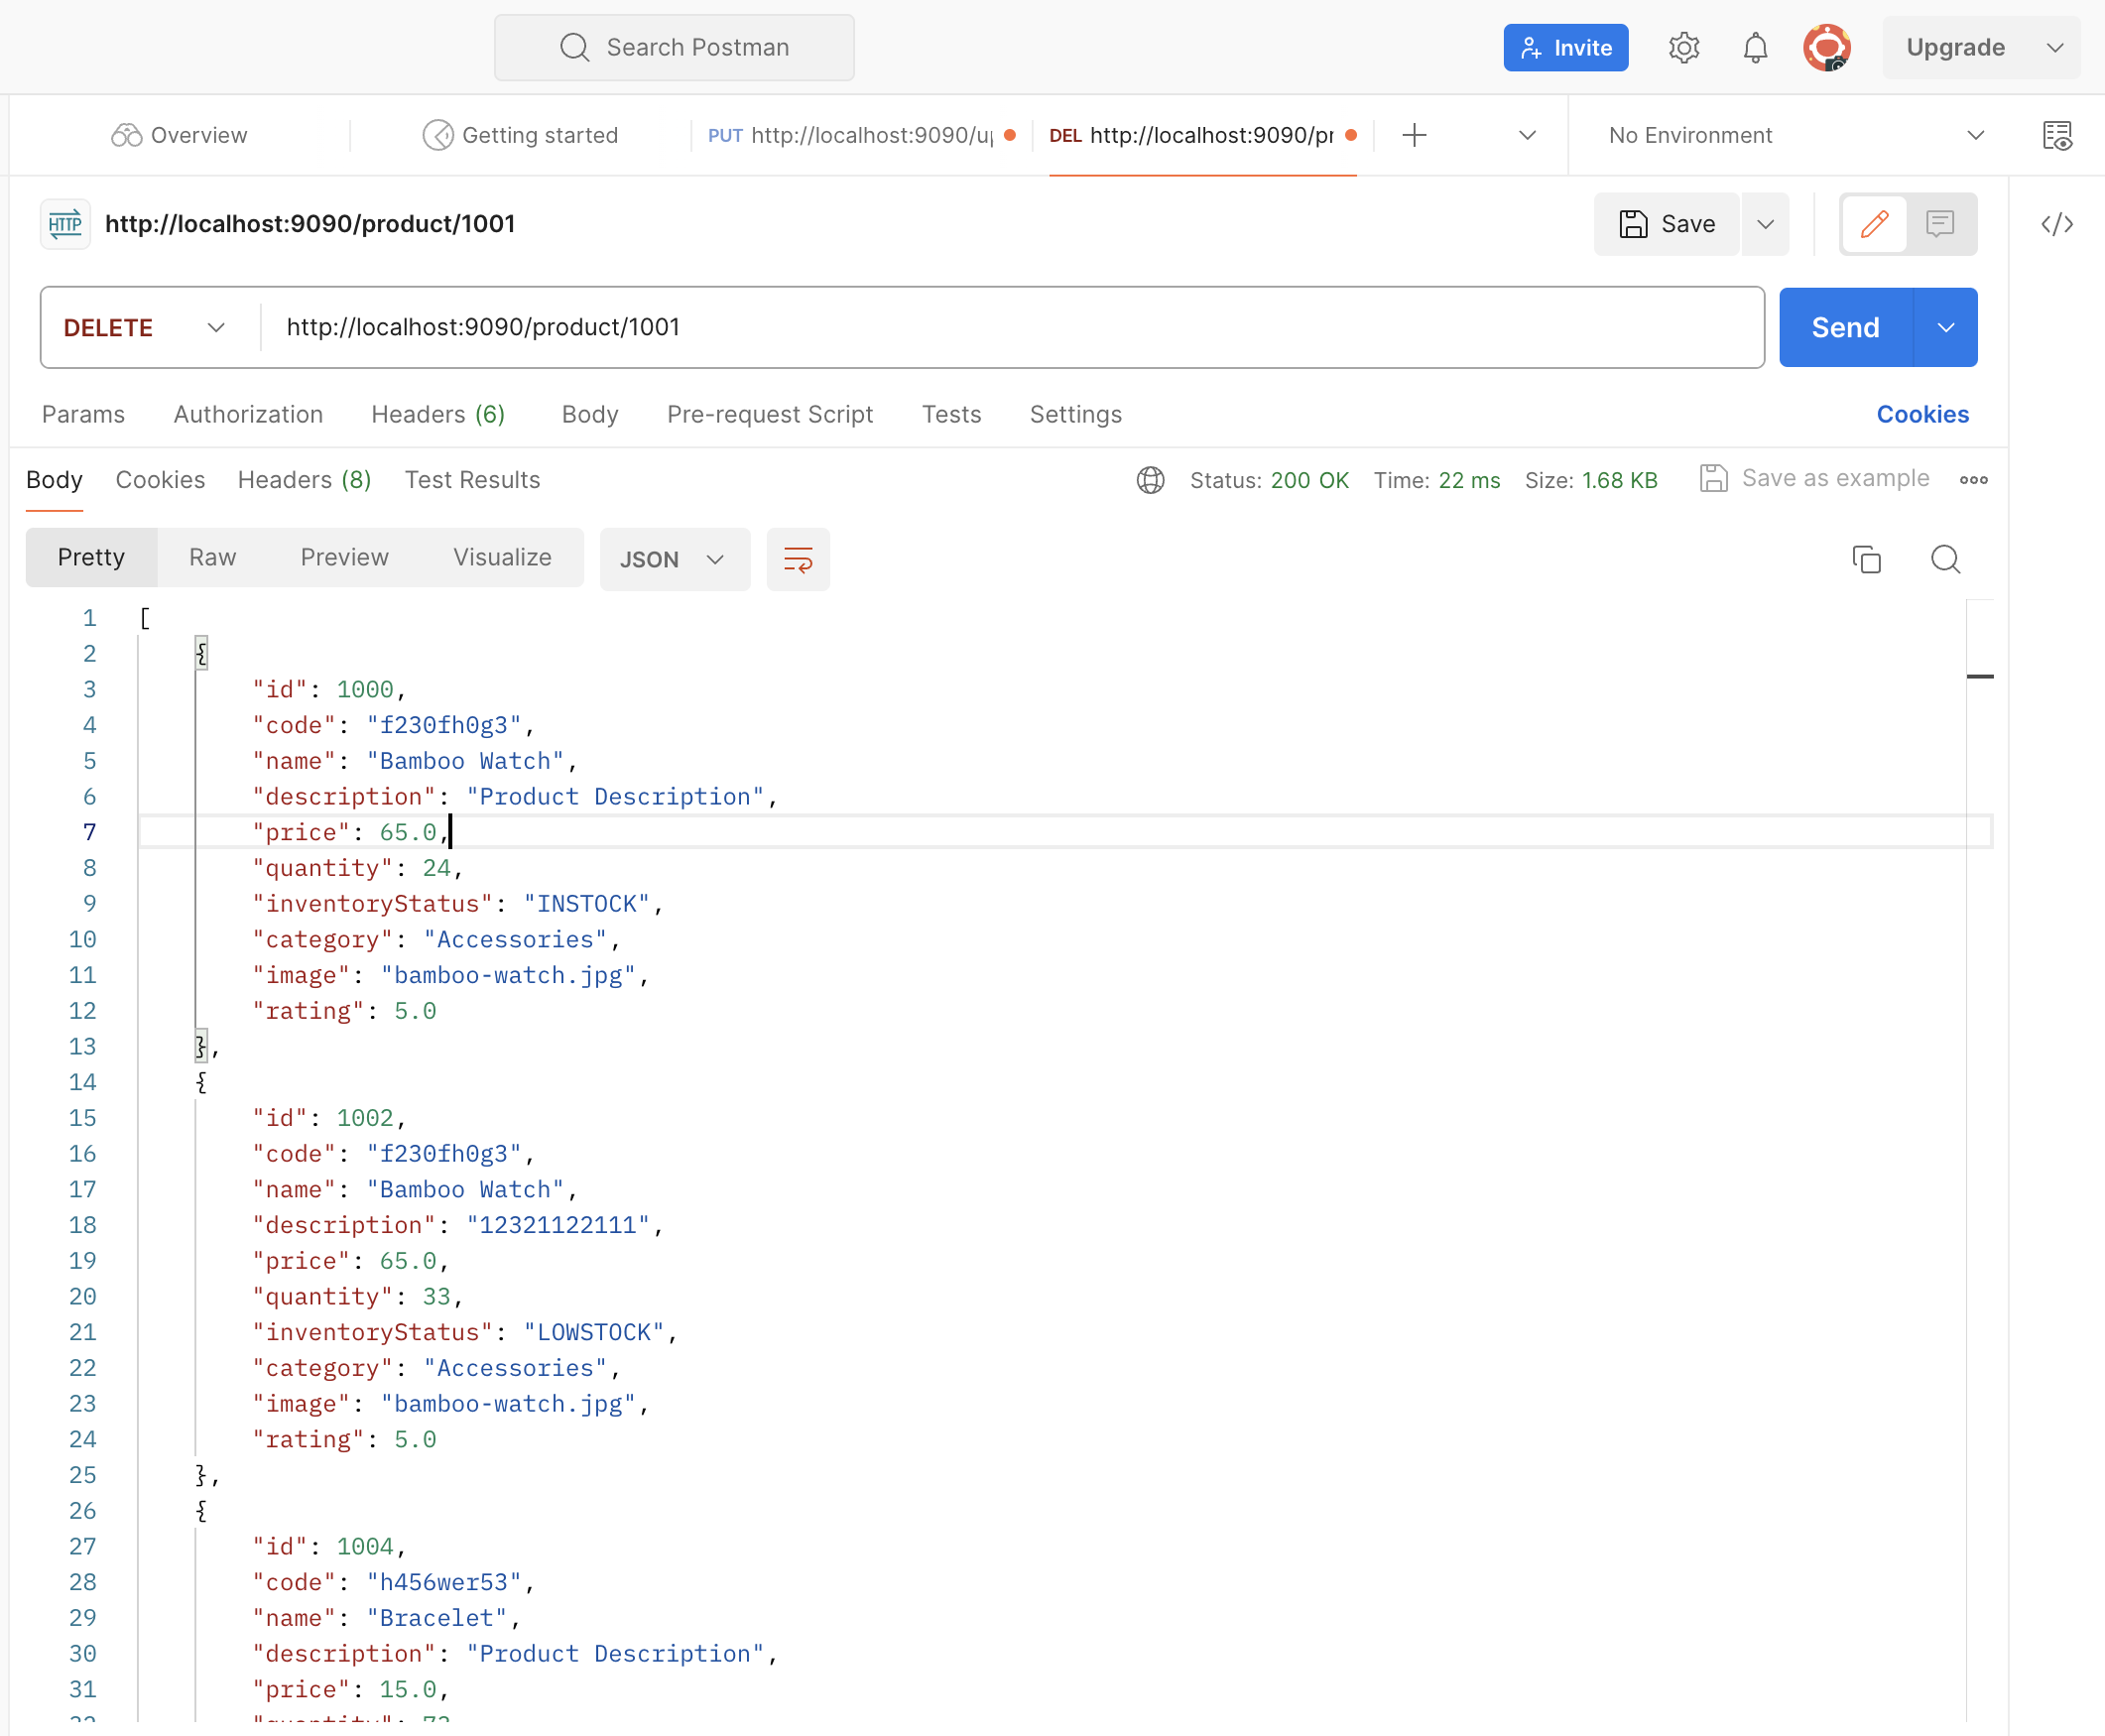 Search Postman
Invite
Upgrade
Overview
Getting started
PUT http://localhost:9090/up
DEL http://localhost:9090/pr
No Environment
HTTP
http://localhost:9090/product/1001
Save
DELETE
http://localhost:9090/product/1001
Send
Params
Authorization
Headers (6)
Body
Pre-request Script
Tests
Settings
Cookies
Body
Cookies
Headers (8)
Test Results
Status: 200 OK
Time: 22 ms
Size: 1.68 KB
Save as example
Pretty
Raw
Preview
Visualize
JSON
1 [
2 {
3 "id": 1000,
4 "code": "f230fh0g3",
5 "name": "Bamboo Watch",
6 "description": "Product Description",
7 "price": 65.0,
8 "quantity": 24,
9 "inventoryStatus": "INSTOCK",
10 "category": "Accessories",
11 "image": "bamboo-watch.jpg",
12 "rating": 5.0
13 },
14 {
15 "id": 1002,
16 "code": "f230fh0g3",
17 "name": "Bamboo Watch",
18 "description": "12321122111",
19 "price": 65.0,
20 "quantity": 33,
21 "inventoryStatus": "LOWSTOCK",
22 "category": "Accessories",
23 "image": "bamboo-watch.jpg",
24 "rating": 5.0
25 },
26 {
27 "id": 1004,
28 "code": "h456wer53",
29 "name": "Bracelet",
30 "description": "Product Description",
31 "price": 15.0,